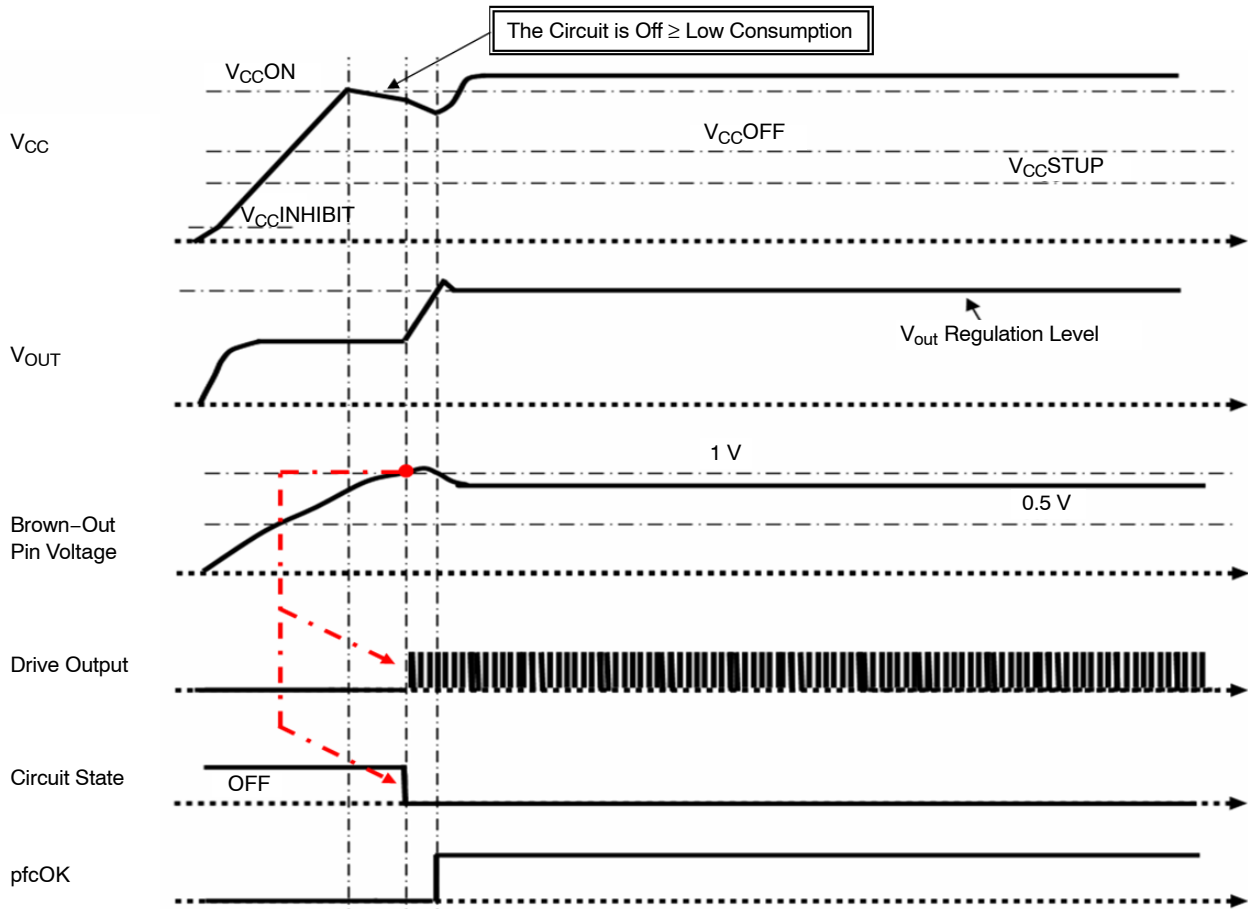 The Circuit is Off ≥ Low Consumption
VCCON
VCC
VCCOFF
VCCSTUP
VCCINHIBIT
Vout Regulation Level
VOUT
1 V
0.5 V
Brown−Out
Pin Voltage
Drive Output
Circuit State
OFF
pfcOK